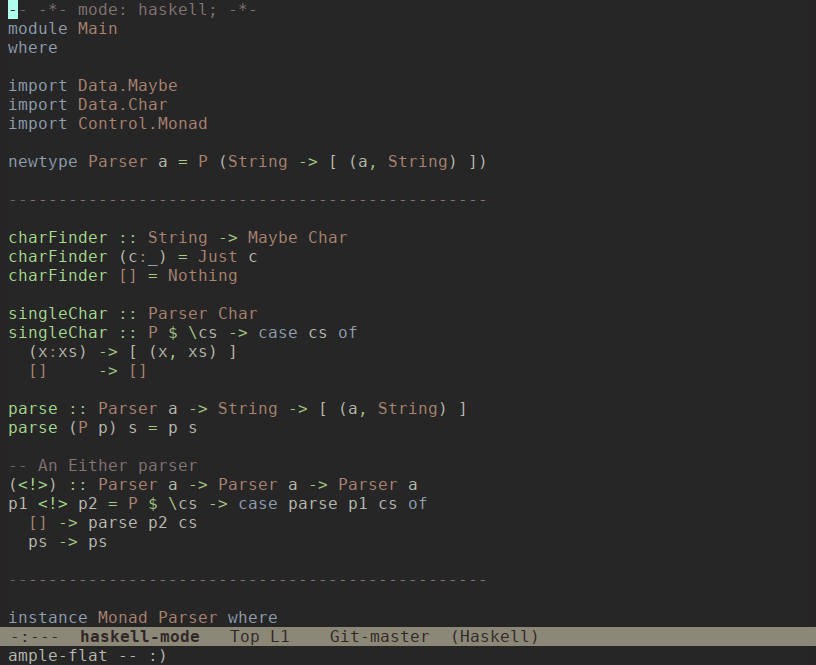 -- -*- mode: haskell; -*-
module Main
where

import Data.Maybe
import Data.Char
import Control.Monad

newtype Parser a = P (String -> [ (a, String) ])

------------------------------------------------

charFinder :: String -> Maybe Char
charFinder (c:_) = Just c
charFinder [] = Nothing

singleChar :: Parser Char
singleChar :: P $ \cs -> case cs of
  (x:xs) -> [ (x, xs) ]
  []     -> []

parse :: Parser a -> String -> [ (a, String) ]
parse (P p) s = p s

-- An Either parser
(<!>) :: Parser a -> Parser a -> Parser a
p1 <!> p2 = P $ \cs -> case parse p1 cs of
  [] -> parse p2 cs
  ps -> ps

------------------------------------------------

instance Monad Parser where
-:---  haskell-mode   Top L1    Git-master  (Haskell)
ample-flat -- :)